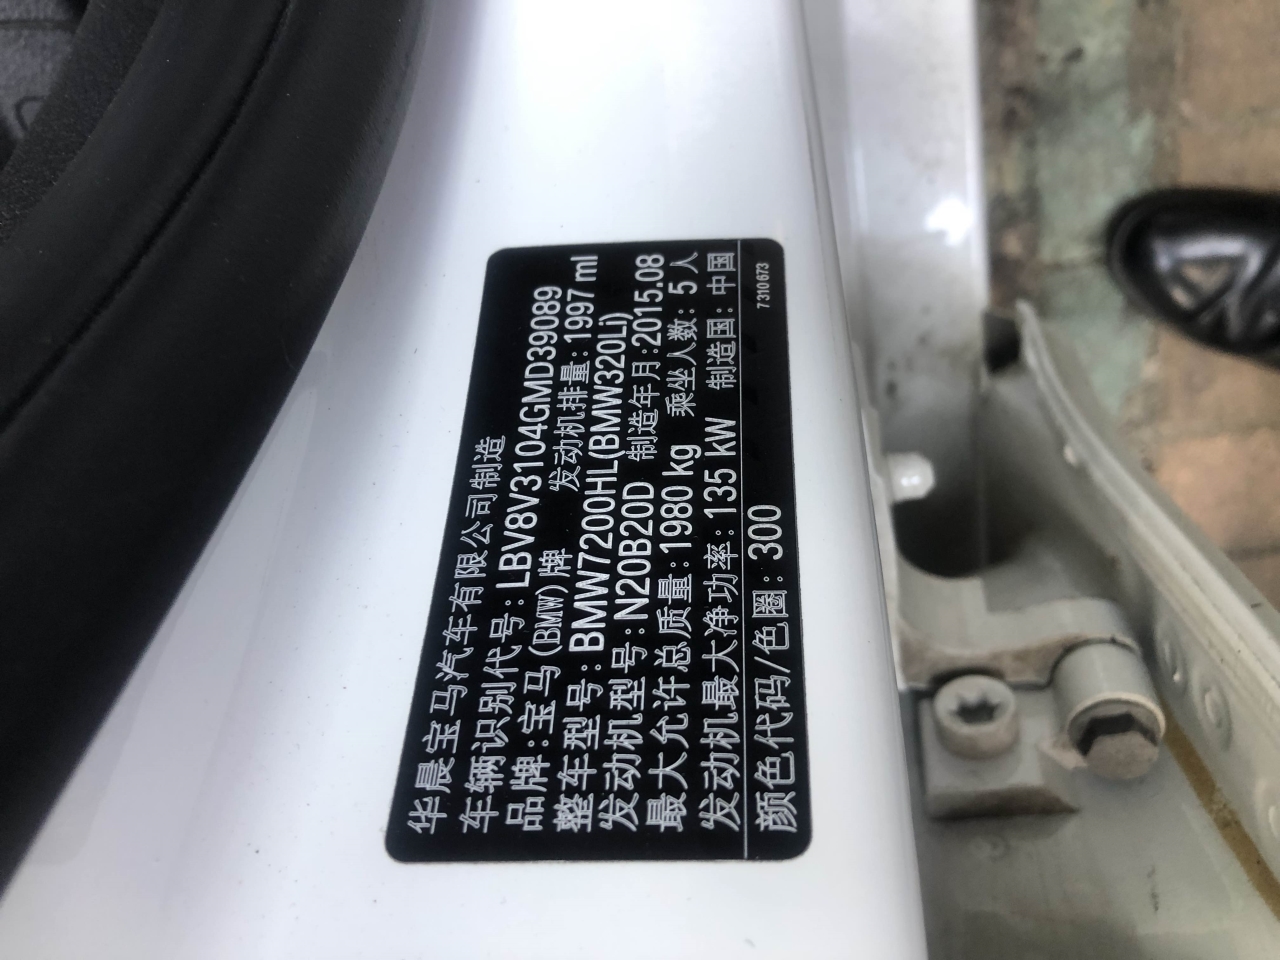 华晨宝马汽车有限公司制造
车辆识别代号:LBV8V3104GMD39089
品牌:宝马(BMW)牌 发动机排量:1997 ml
整车型号:BMW7200HL(BMW320Li)
发动机型号:N20B20D 制造年月:2015.08
最大允许总质量:1980 kg 乘坐人数:5 人
发动机最大净功率:135 kW 制造国:中国
颜色代码/色圈:300
7310673